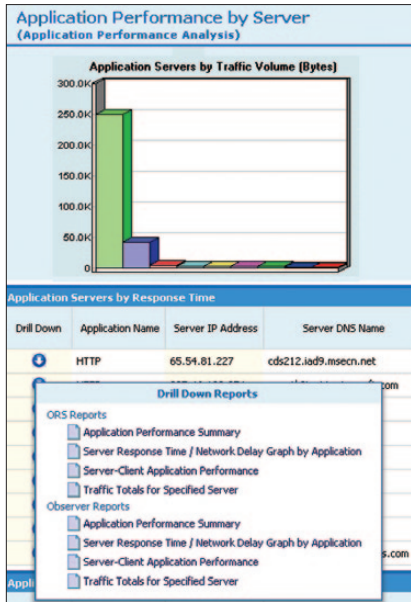 Application Performance by Server
(Application Performance Analysis)
Application Servers by Traffic Volume (Bytes)
300.0K
250.0K
200.0K
150.0K
100.0K
50.0K
0
Application Servers by Response Time
Drill Down Application Name Server IP Address Server DNS Name
HTTP 65.54.81.227 cds212.iad9.msecn.net
Drill Down Reports
ORS Reports
Application Performance Summary
Server Response Time / Network Delay Graph by Application
Server-Client Application Performance
Traffic Totals for Specified Server
Observer Reports
Application Performance Summary
Server Response Time / Network Delay Graph by Application
Server-Client Application Performance
s.com
Traffic Totals for Specified Server
Appli